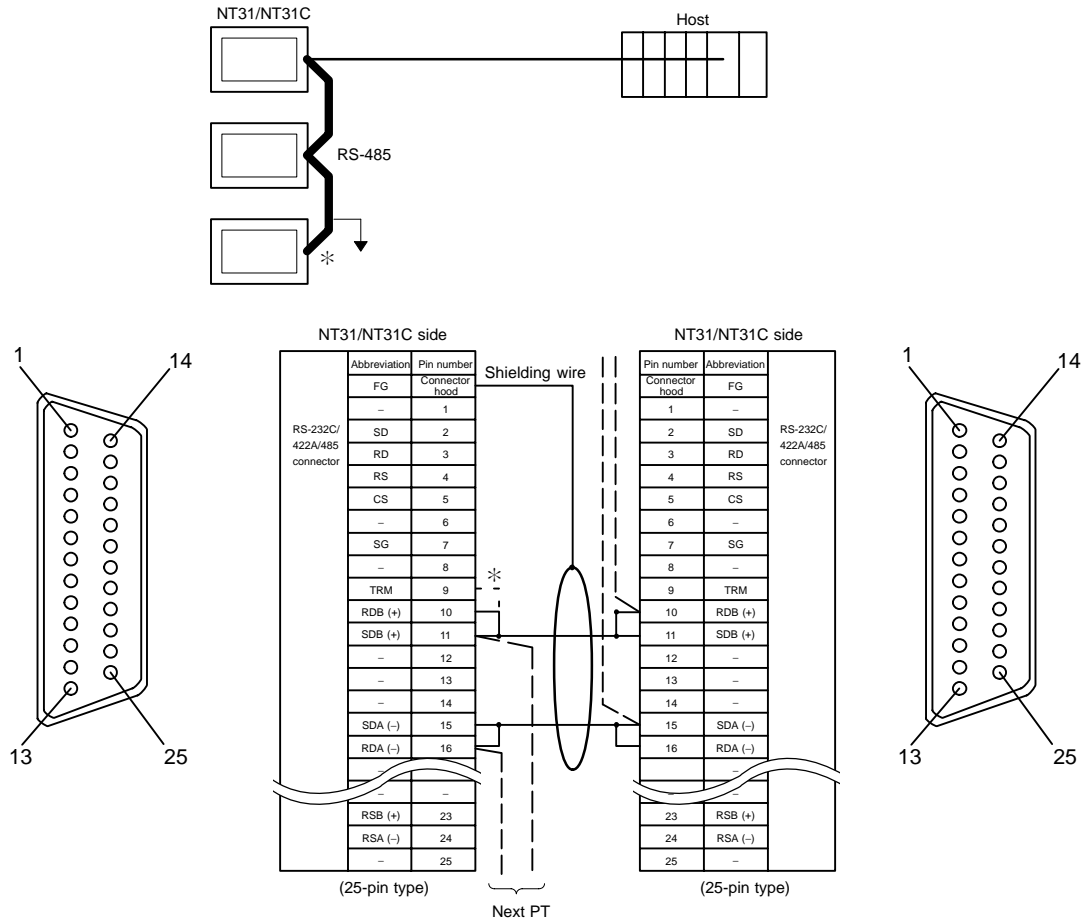 NT31/NT31C
Host
RS-485
*
NT31/NT31C side
NT31/NT31C side
1
14
13
25
Abbreviation Pin number
FG Connector hood
– 1
RS-232C/ SD 2
422A/485 RD 3
connector
RS 4
CS 5
– 6
SG 7
– 8
TRM 9
RDB (+) 10
SDB (+) 11
– 12
– 13
– 14
SDA (–) 15
RDA (–) 16
–
– –
RSB (+) 23
RSA (–) 24
– 25
(25-pin type)
Shielding wire
*
Next PT
Pin number Abbreviation
Connector hood FG
1 –
2 SD RS-232C/
3 RD 422A/485
connector
4 RS
5 CS
6 –
7 SG
8 –
9 TRM
10 RDB (+)
11 SDB (+)
12 –
13 –
14 –
15 SDA (–)
16 RDA (–)
–
– –
23 RSB (+)
24 RSA (–)
25 –
(25-pin type)
1
14
13
25